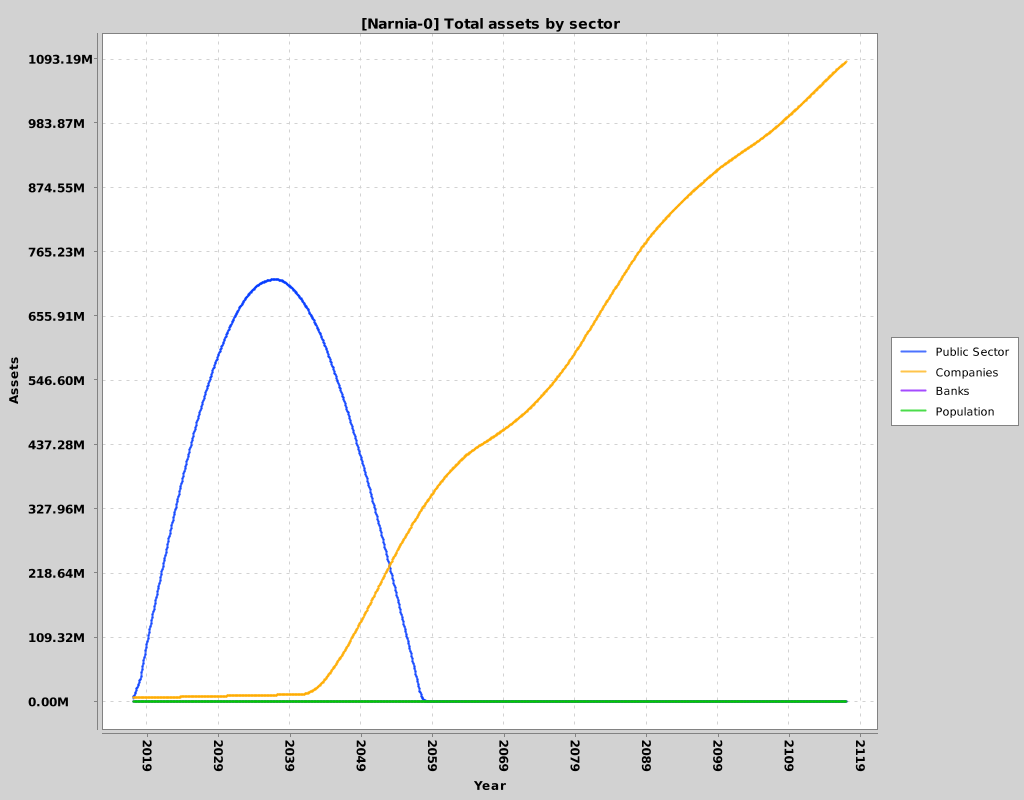 [Narnia-0] Total assets by sector
1093.19M
983.87M
874.55M
765.23M
655.91M
546.60M
437.28M
327.96M
218.64M
109.32M
0.00M
Assets
2019 2029 2039 2049 2059 2069 2079 2089 2099 2109 2119
Year
Public Sector
Companies
Banks
Population